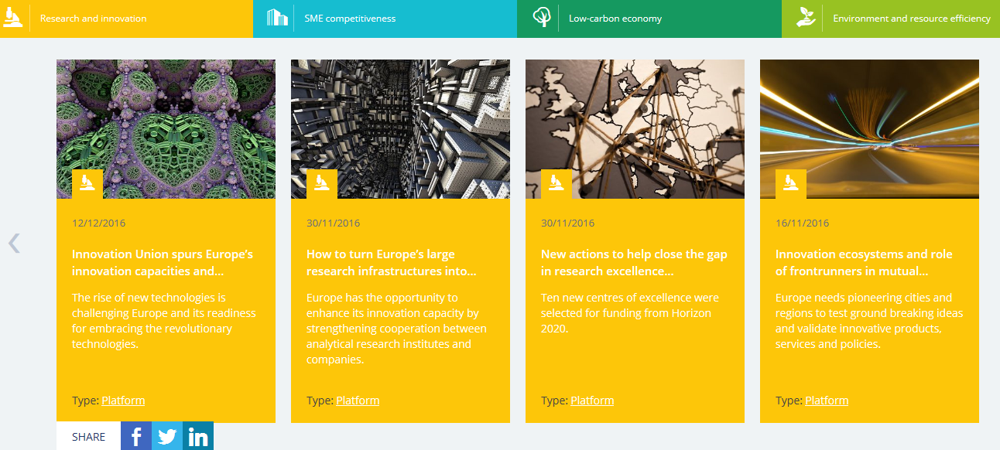 Research and innovation
SME competitiveness
Low-carbon economy
Environment and resource efficiency
12/12/2016
Innovation Union spurs Europe’s
innovation capacities and...
The rise of new technologies is
challenging Europe and its readiness
for embracing the revolutionary
technologies.
Type: Platform
30/11/2016
How to turn Europe’s large
research infrastructures into...
Europe has the opportunity to
enhance its innovation capacity by
strengthening cooperation between
analytical research institutes and
companies.
Type: Platform
30/11/2016
New actions to help close the gap
in research excellence...
Ten new centres of excellence were
selected for funding from Horizon
2020.
Type: Platform
16/11/2016
Innovation ecosystems and role
of frontrunners in mutual...
Europe needs pioneering cities and
regions to test ground breaking ideas
and validate innovative products,
services and policies.
Type: Platform
SHARE